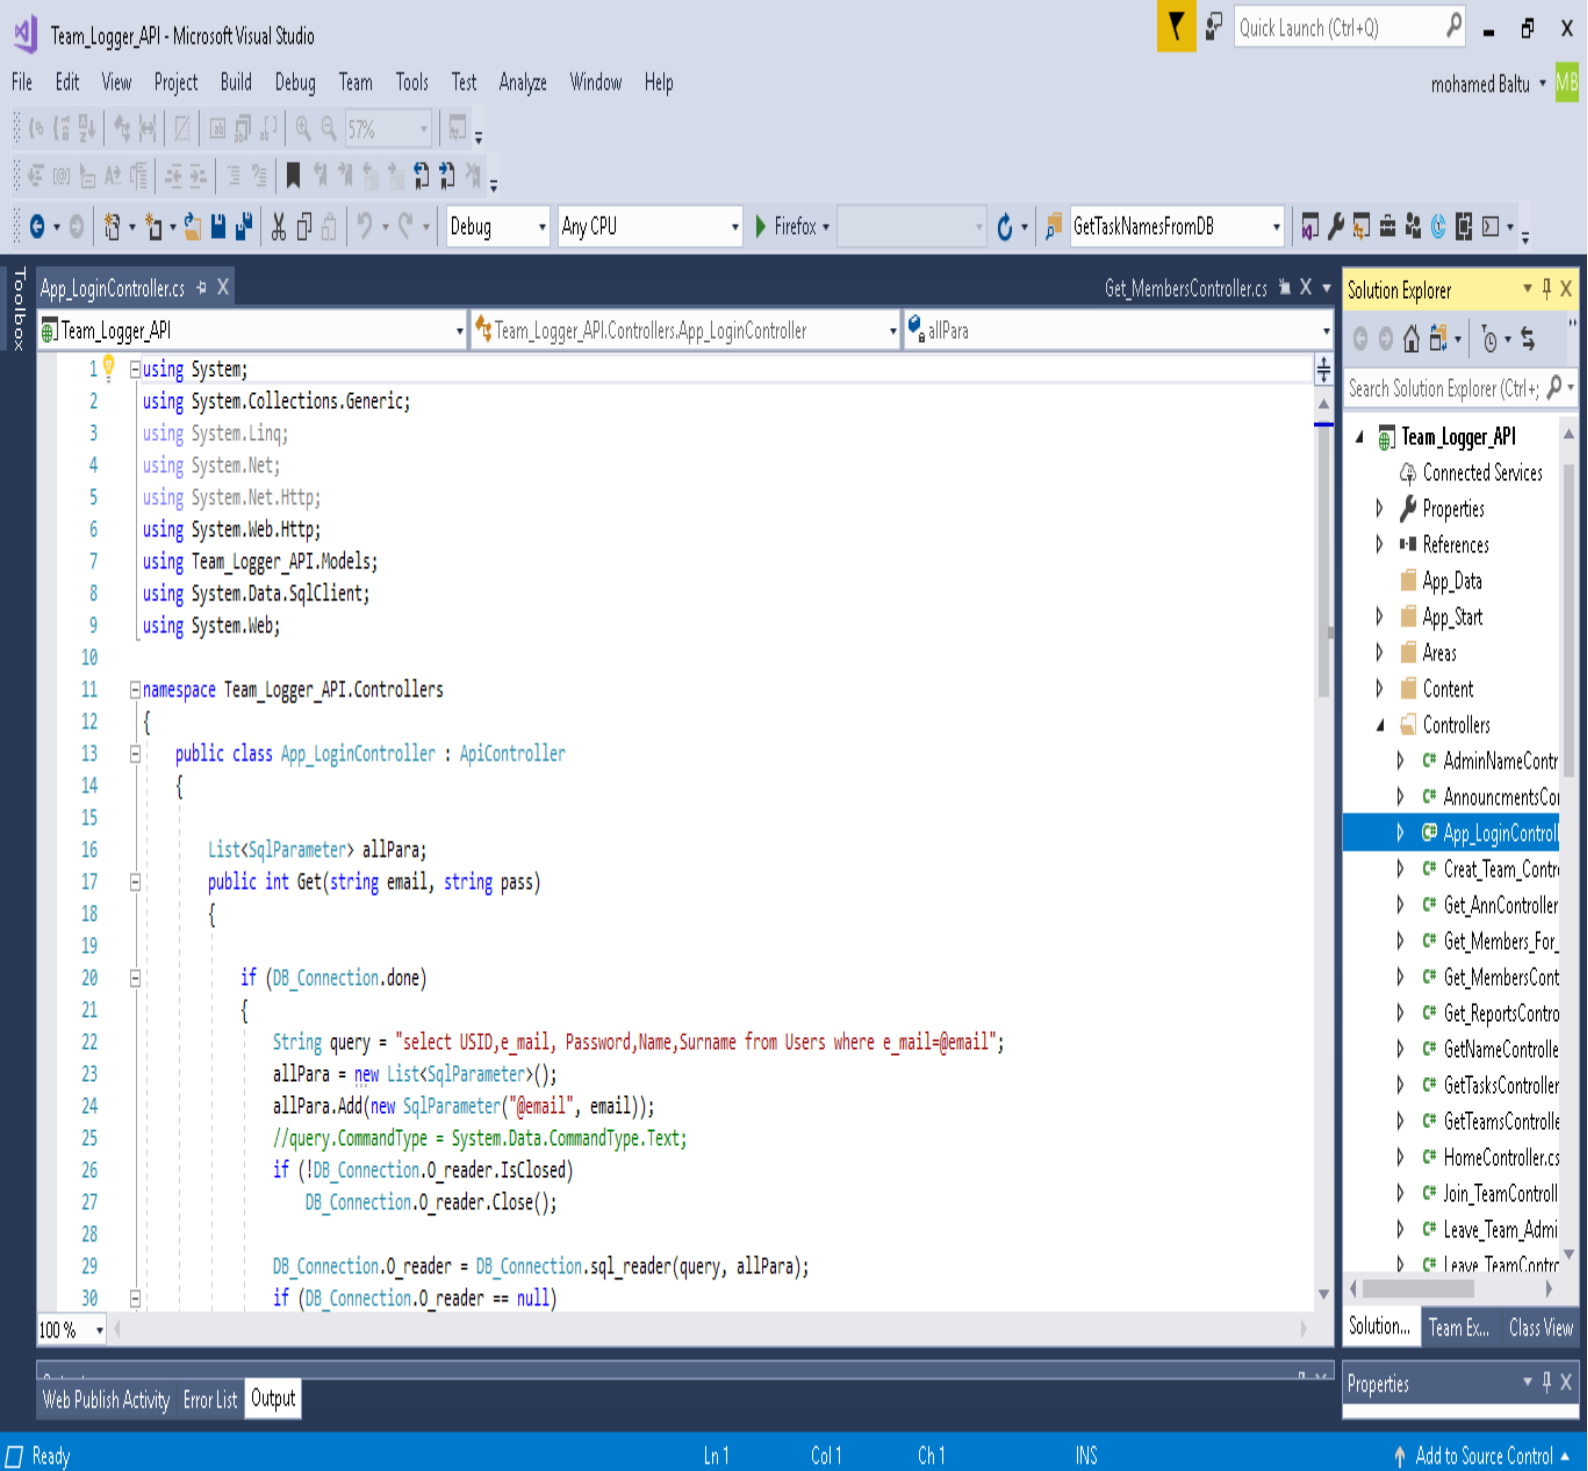 Team_Logger_API - Microsoft Visual Studio
Quick Launch (Ctrl+Q)
File Edit View Project Build Debug Team Tools Test Analyze Window Help
mohamed Baltu MB
57%
Debug Any CPU Firefox GetTaskNamesFromDB
Toolbox
App_LoginController.cs
Get_MembersController.cs
Team_Logger_API
Team_Logger_API.Controllers.App_LoginController
allPara
1 using System;
2 using System.Collections.Generic;
3 using System.Linq;
4 using System.Net;
5 using System.Net.Http;
6 using System.Web.Http;
7 using Team_Logger_API.Models;
8 using System.Data.SqlClient;
9 using System.Web;
10
11 namespace Team_Logger_API.Controllers
12 {
13 public class App_LoginController : ApiController
14 {
15
16 List<SqlParameter> allPara;
17 public int Get(string email, string pass)
18 {
19
20 if (DB_Connection.done)
21 {
22 String query = "select USID,e_mail, Password,Name,Surname from Users where e_mail=@email";
23 allPara = new List<SqlParameter>();
24 allPara.Add(new SqlParameter("@email", email));
25 //query.CommandType = System.Data.CommandType.Text;
26 if (!DB_Connection.O_reader.IsClosed)
27 DB_Connection.O_reader.Close();
28
29 DB_Connection.O_reader = DB_Connection.sql_reader(query, allPara);
30 if (DB_Connection.O_reader == null)
100 %
Solution Explorer
Search Solution Explorer (Ctrl+;
Team_Logger_API
Connected Services
Properties
References
App_Data
App_Start
Areas
Content
Controllers
C# AdminNameContr
C# AnnouncmentsCo
C# App_LoginControll
C# Creat_Team_Contr
C# Get_AnnController
C# Get_Members_For_
C# Get_MembersCont
C# Get_ReportsContro
C# GetNameControlle
C# GetTasksController
C# GetTeamsControlle
C# HomeController.cs
C# Join_TeamControll
C# Leave_Team_Admi
C# Leave_TeamContro
Solution... Team Ex... Class View
Properties
Web Publish Activity Error List Output
Ready Ln 1 Col 1 Ch 1 INS Add to Source Control